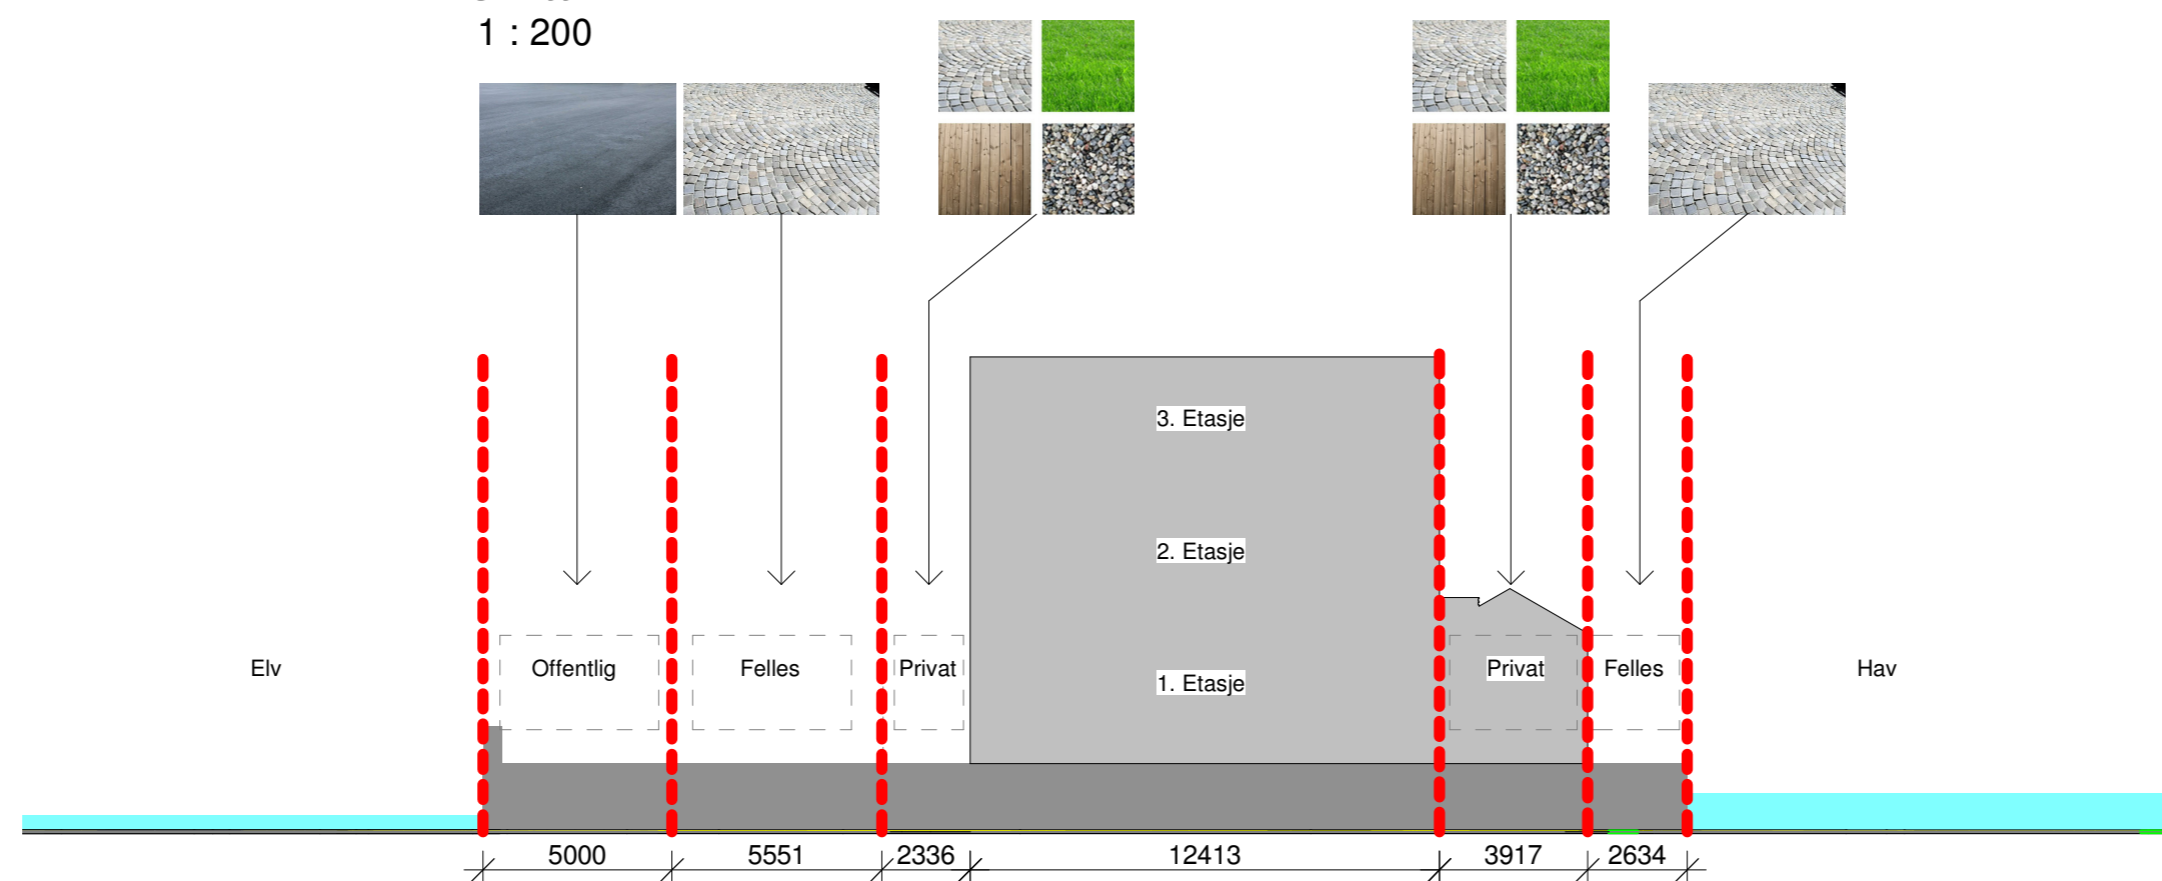 1 : 200
3. Etasje
2. Etasje
1. Etasje
Elv
Offentlig
Felles
Privat
Privat
Felles
Hav
5000
5551
2336
12413
3917
2634